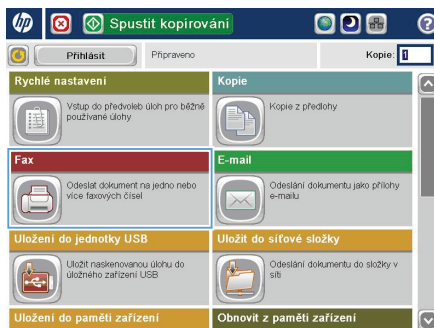 hp
Spustit kopírování
?
Přihlásit
Připraveno
Kopie: 1
Rychlé nastavení
Vstup do předvoleb úloh pro běžně
používané úlohy
Kopie
Kopie z předlohy
Fax
Odeslat dokument na jedno nebo
více faxových čísel
E-mail
Odeslání dokumentu jako přílohy
e-mailu
Uložení do jednotky USB
Uložit naskenovanou úlohu do
úložného zařízení USB
Uložit do síťové složky
Odeslání dokumentu do složky v
síti
Uložení do paměti zařízení
Obnovit z paměti zařízení